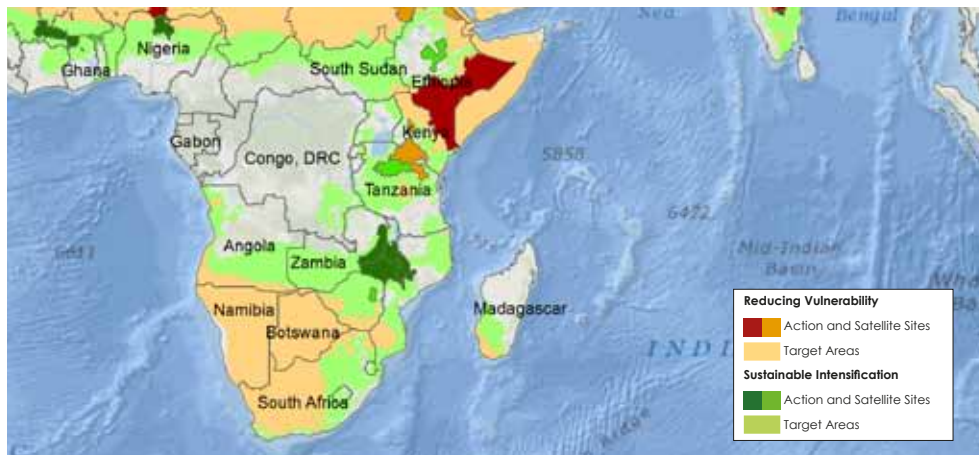 Ned
Bengal
Nigeria
Ghana
South Sudan
Ethiopia
Gabon
Kenya
Congo, DRC
5858
Tanzania
6472
Angola
Zambia
Mid-Indian
Basin
Madagascar
Namibia
Botswana
South Africa
INDI
Ridge
Reducing Vulnerability
Action and Satellite Sites
Target Areas
Sustainable Intensification
Action and Satellite Sites
Target Areas